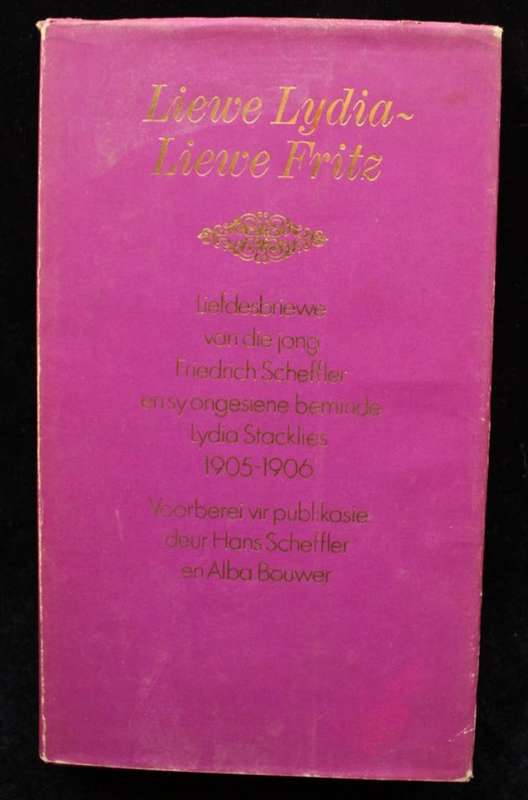 Liewe Lydia~
Liewe Fritz
Liefdesbriewe
van die jong
Friedrich Scheffler
en sy ongesiene beminde
Lydia Stacklies
1905-1906
Voorberei vir publikasie
deur Hans Scheffler
en Alba Bouwer